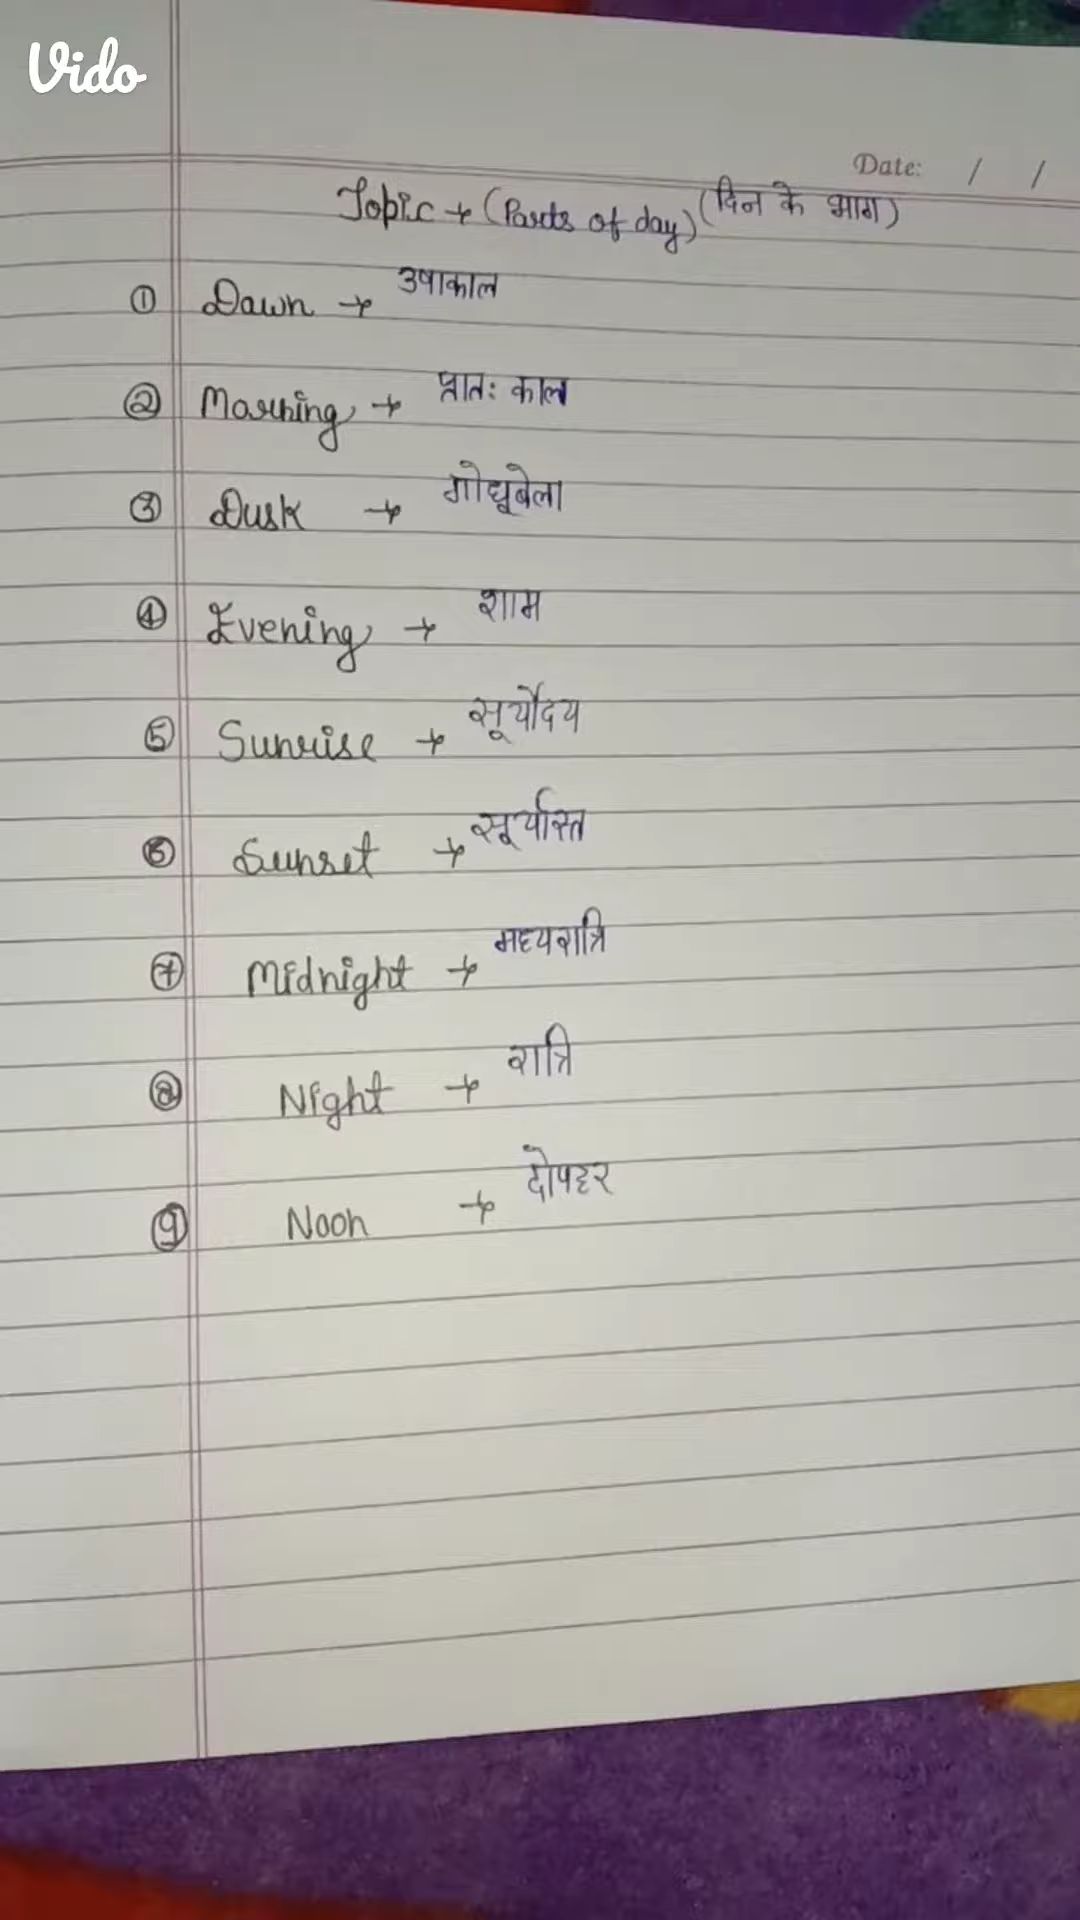 Vido
Date: / /
Topic → (Parts of day) (दिन के भाग)
① Dawn → उषाकाल
② Morning → प्रातः काल
③ Dusk → गोधूबेला
④ Evening → शाम
⑤ Sunrise → सूर्योदय
⑥ Sunset → सूर्यास्त
⑦ Midnight → मध्यरात्रि
⑧ Night → रात्रि
⑨ Noon → दोपहर